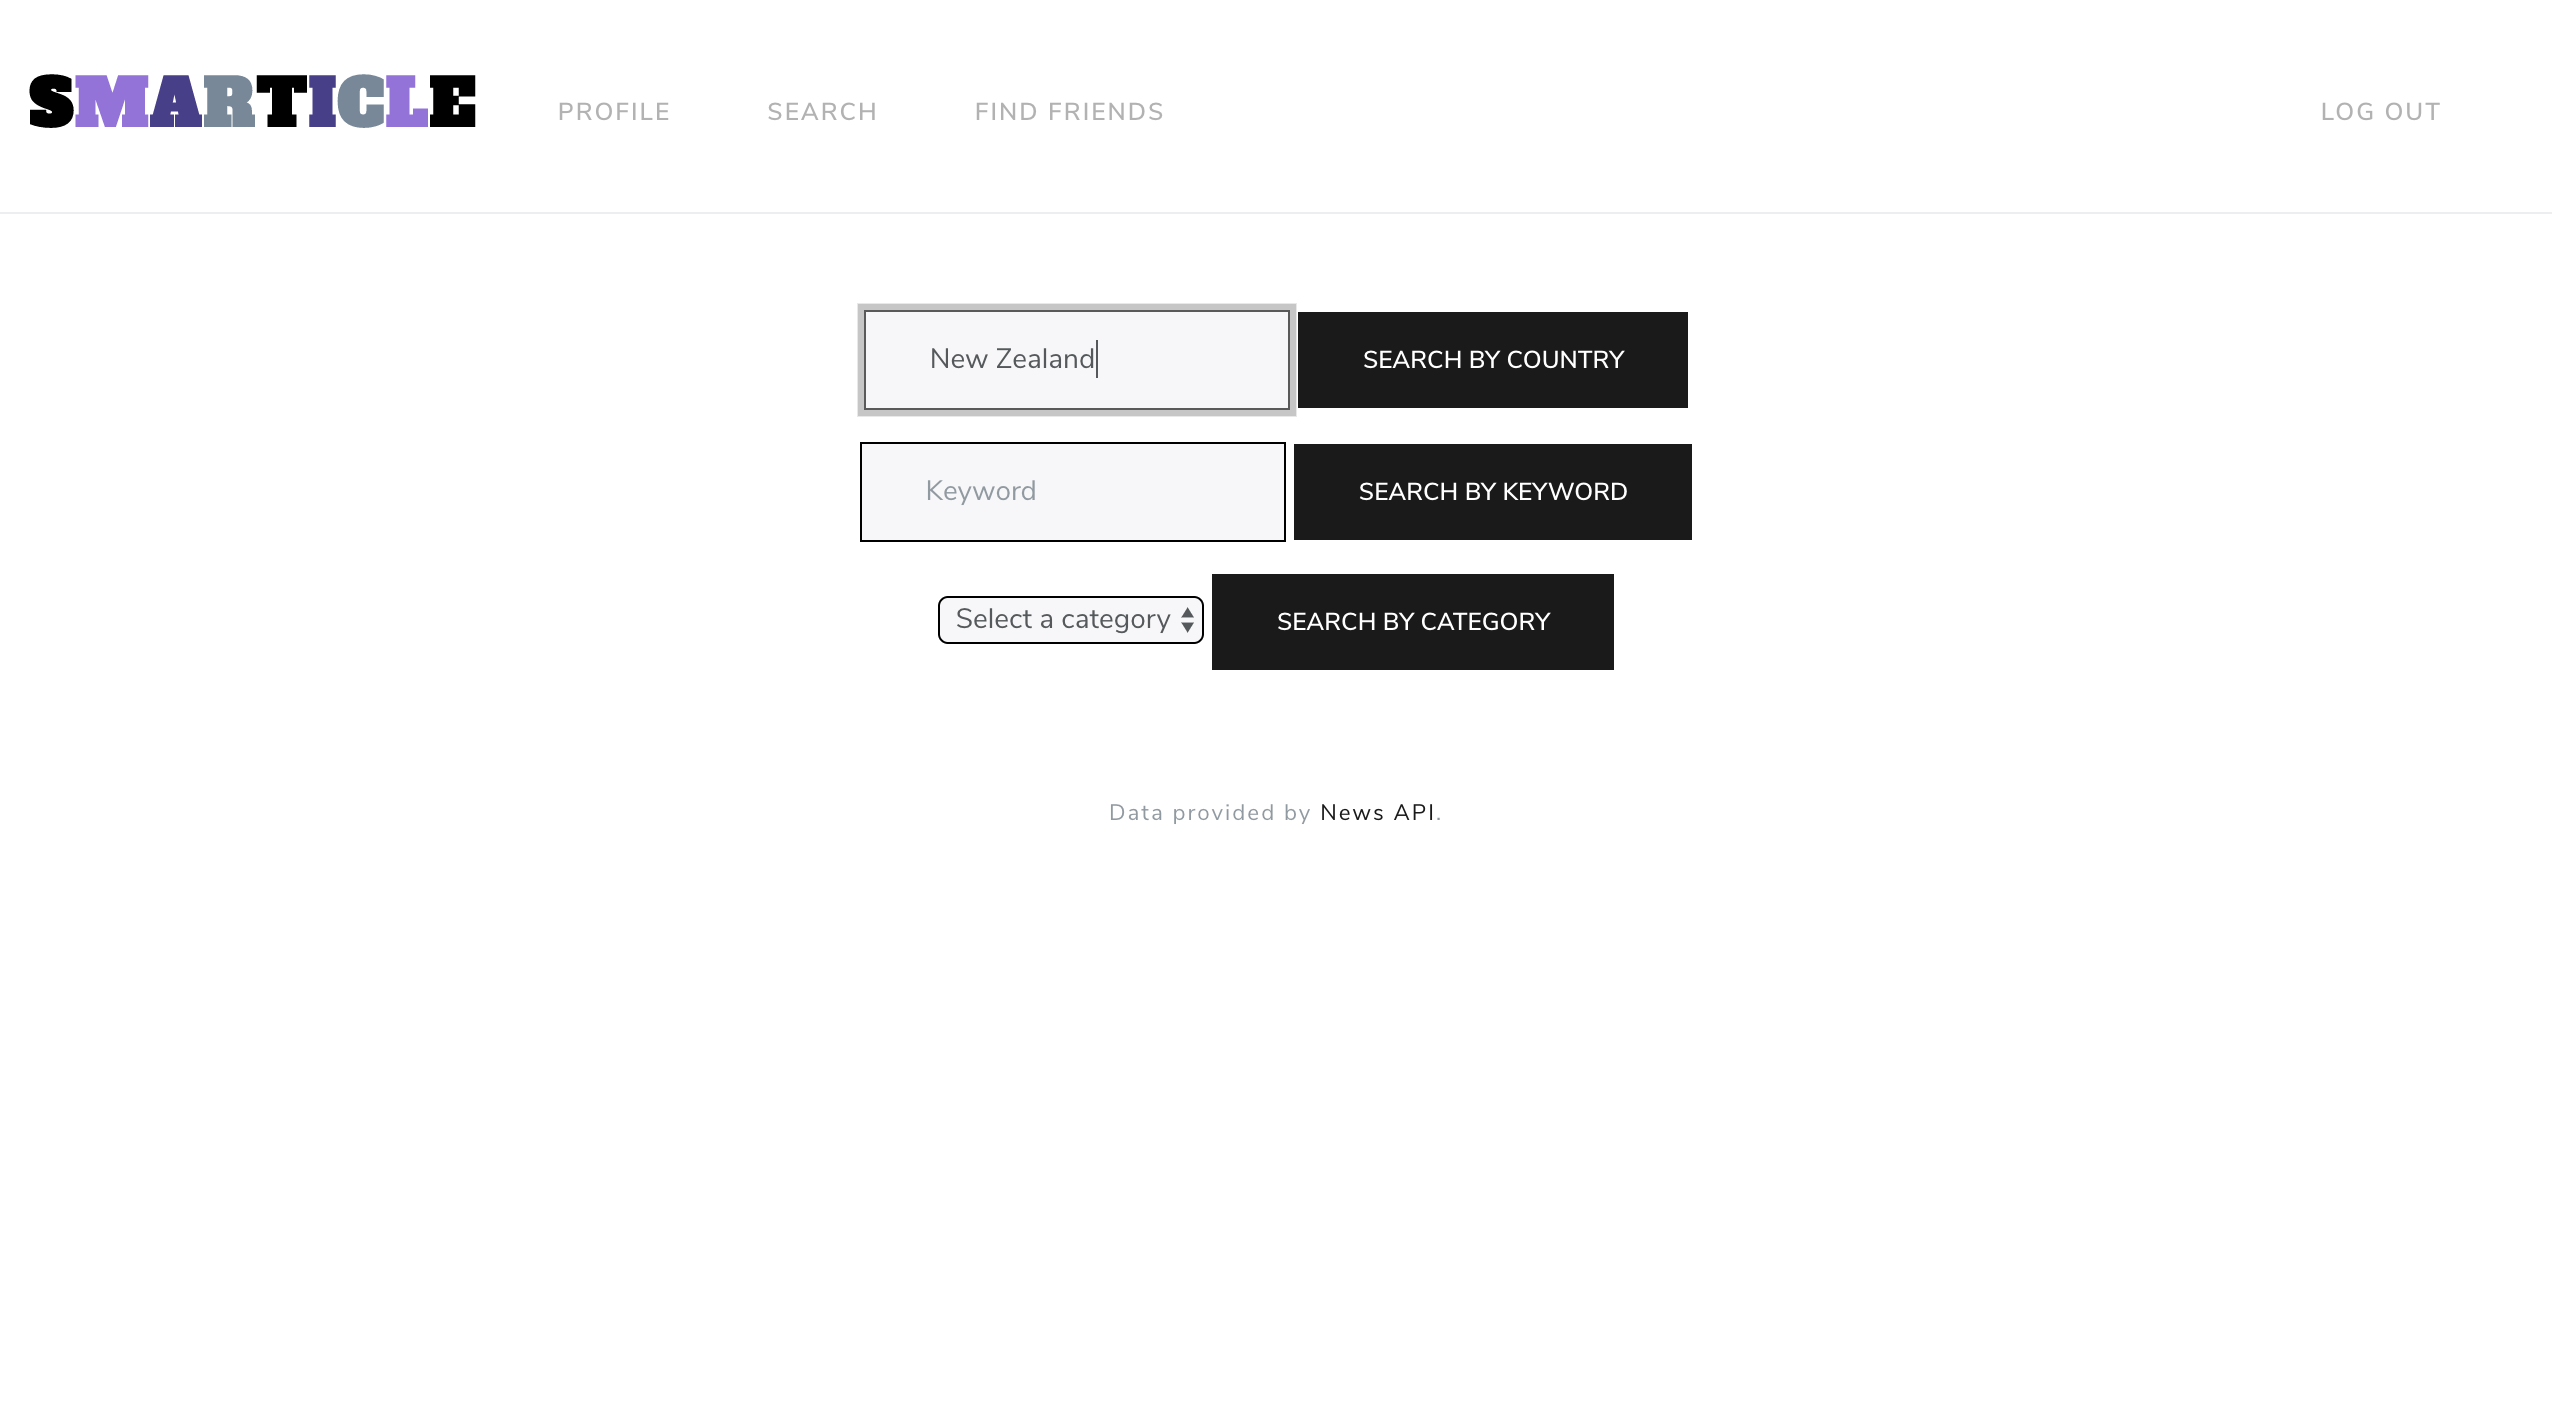 SMARTICLE PROFILE SEARCH FIND FRIENDS LOG OUT
New Zealand SEARCH BY COUNTRY
Keyword SEARCH BY KEYWORD
Select a category SEARCH BY CATEGORY
Data provided by News API.